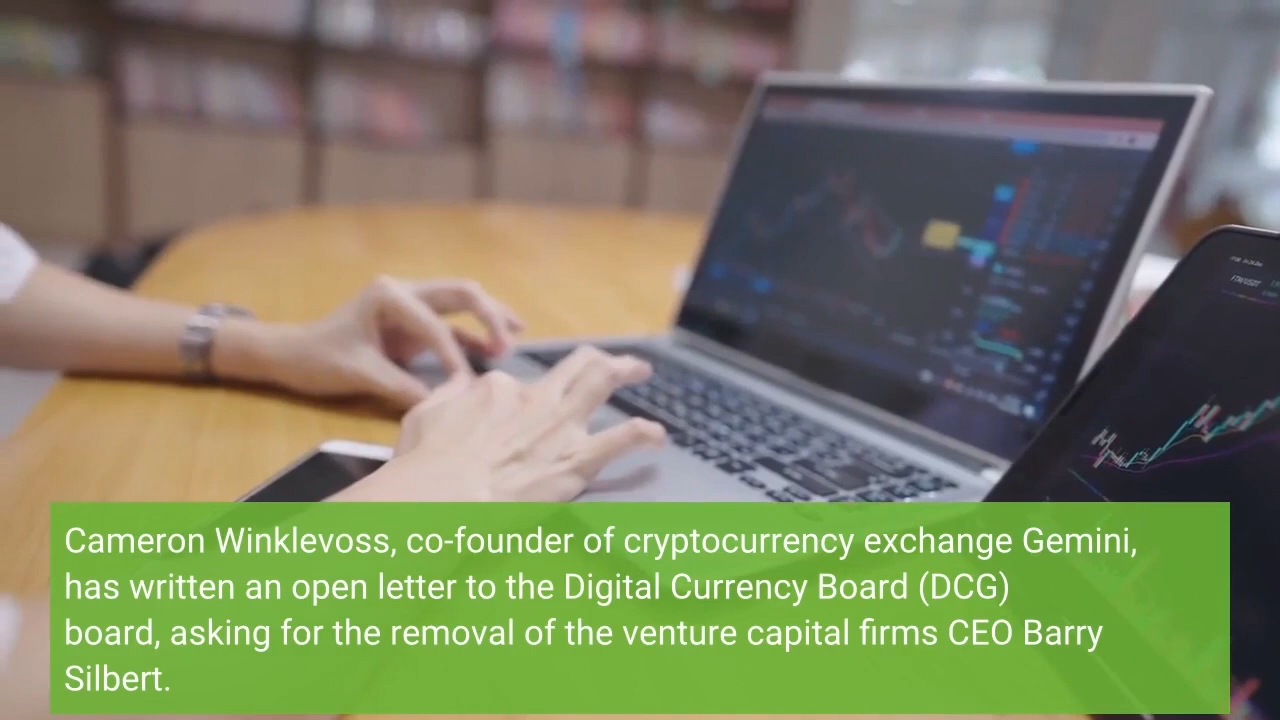 Cameron Winklevoss, co-founder of cryptocurrency exchange Gemini,
has written an open letter to the Digital Currency Board (DCG)
board, asking for the removal of the venture capital firms CEO Barry
Silbert.